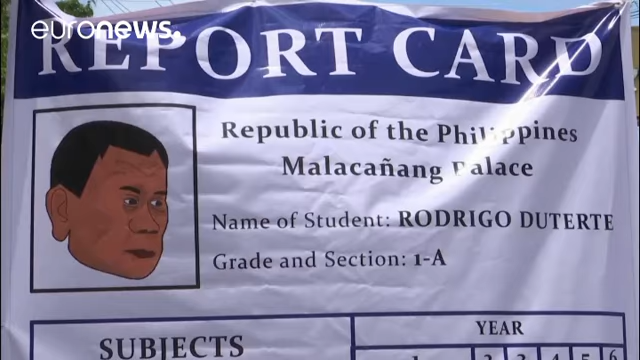 euronews.
REPORT CARD
Republic of the Philippines
Malacañang Palace
Name of Student: RODRIGO DUTERTE
Grade and Section: 1-A
SUBJECTS
YEAR
1 2 3 4 5 6